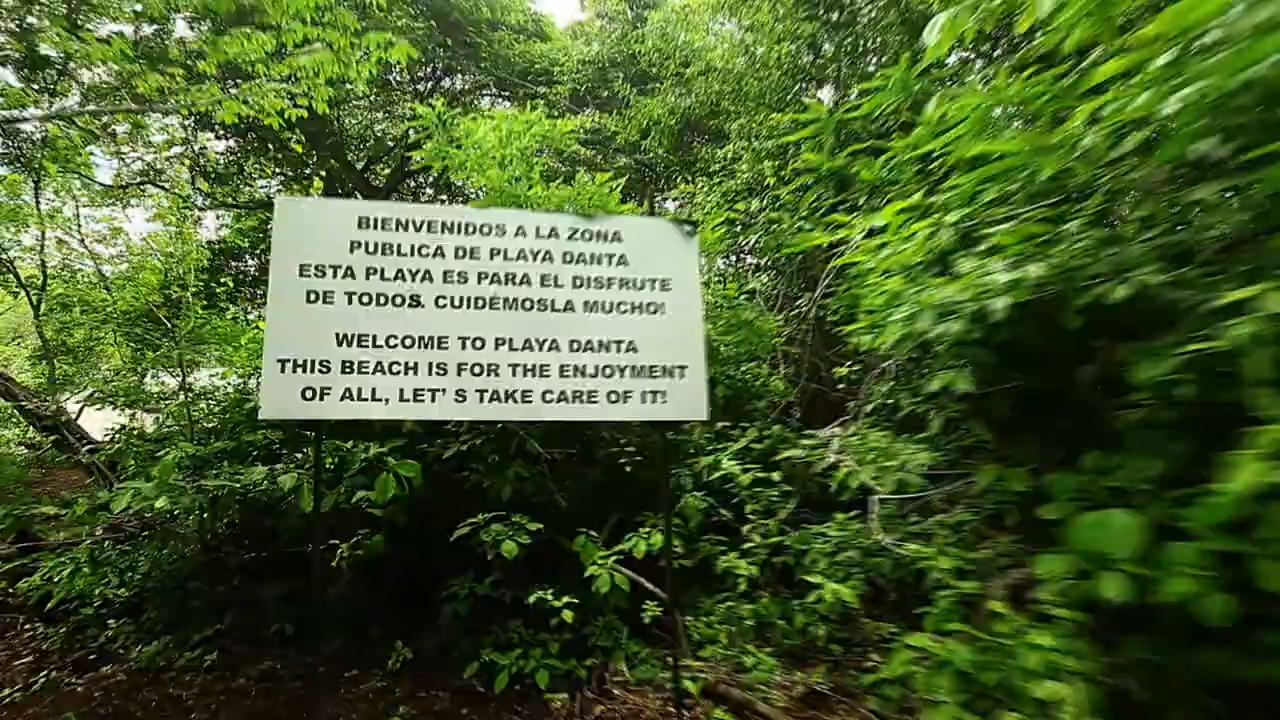 BIENVENIDOS A LA ZONA
PUBLICA DE PLAYA DANTA
ESTA PLAYA ES PARA EL DISFRUTE
DE TODOS. CUIDÉMOSLA MUCHO!
WELCOME TO PLAYA DANTA
THIS BEACH IS FOR THE ENJOYMENT
OF ALL, LET' S TAKE CARE OF IT!